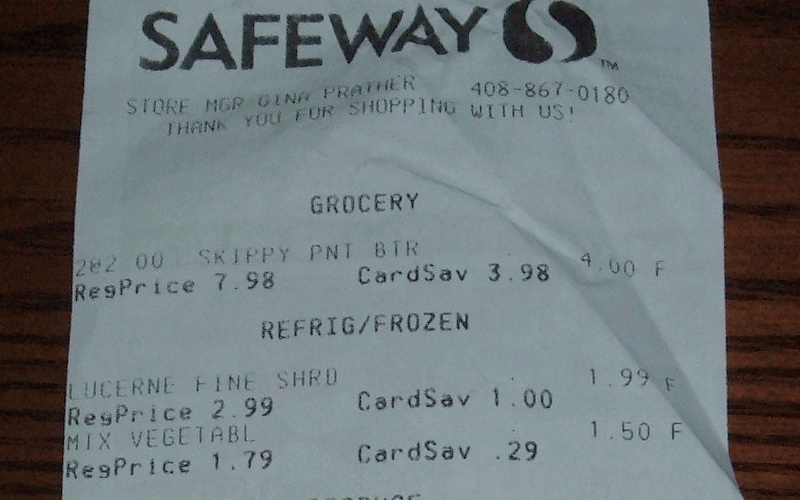 SAFEWAY TM
STORE MGR GINA PRATHER 408-867-0180
THANK YOU FOR SHOPPING WITH US!
GROCERY
2@2.00 SKIPPY PNT BTR 4.00 F
RegPrice 7.98 CardSav 3.98
REFRIG/FROZEN
LUCERNE FINE SHRD 1.99 F
RegPrice 2.99 CardSav 1.00
MIX VEGETABL 1.50 F
RegPrice 1.79 CardSav .29